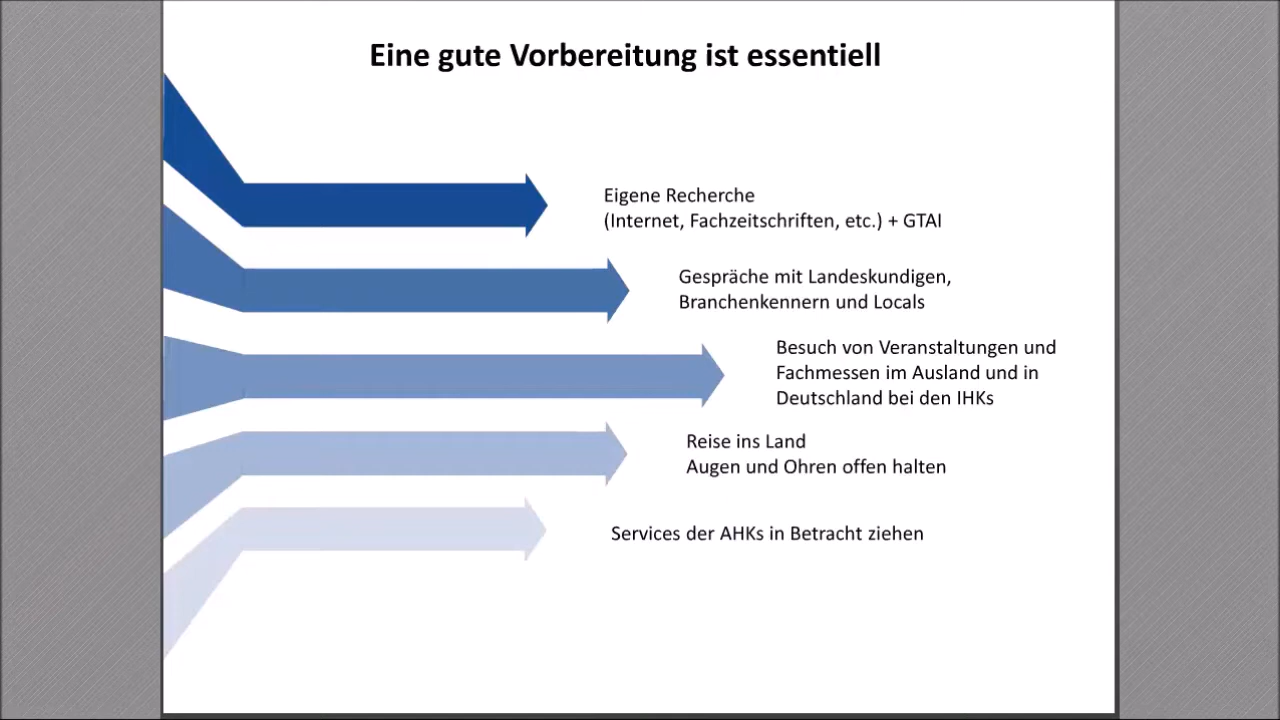 Eine gute Vorbereitung ist essentiell
Eigene Recherche
(Internet, Fachzeitschriften, etc.) + GTAI
Gespräche mit Landeskundigen,
Branchenkennern und Locals
Besuch von Veranstaltungen und
Fachmessen im Ausland und in
Deutschland bei den IHKs
Reise ins Land
Augen und Ohren offen halten
Services der AHKs in Betracht ziehen